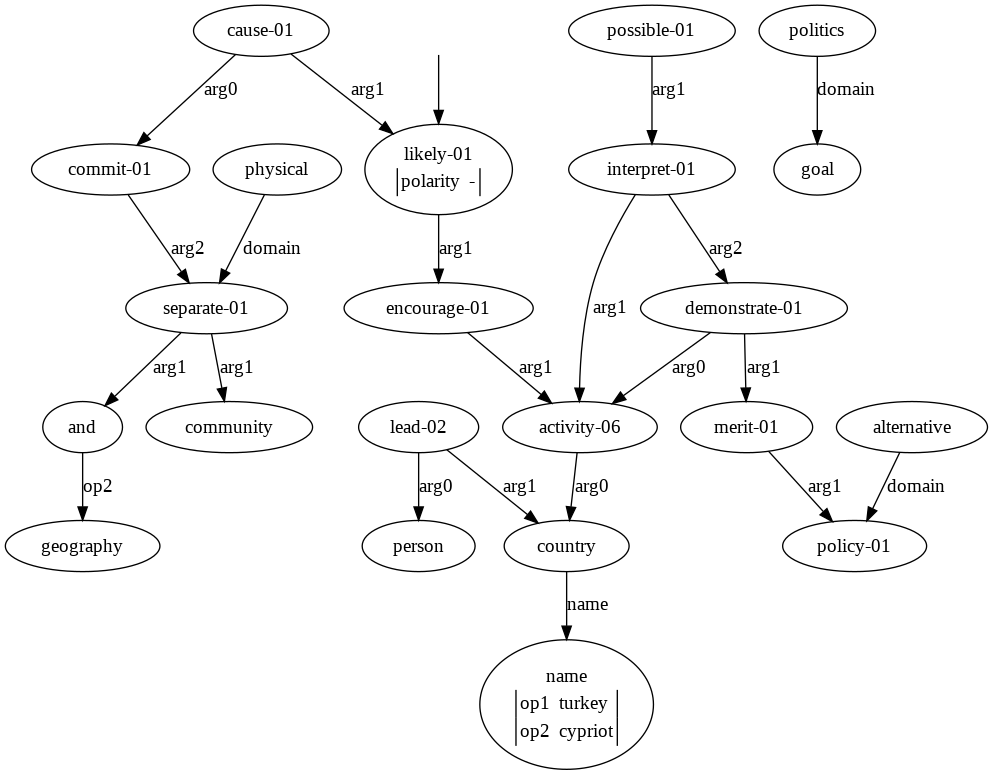 cause-01
possible-01
politics
arg0
arg1
arg1
domain
commit-01
physical
likely-01
polarity -
interpret-01
goal
arg2
domain
arg1
arg2
separate-01
encourage-01
arg1
demonstrate-01
arg1
arg1
arg1
arg0
arg1
and
community
lead-02
activity-06
merit-01
alternative
op2
arg0
arg1
arg0
arg1
domain
geography
person
country
policy-01
name
name
op1 turkey
op2 cypriot